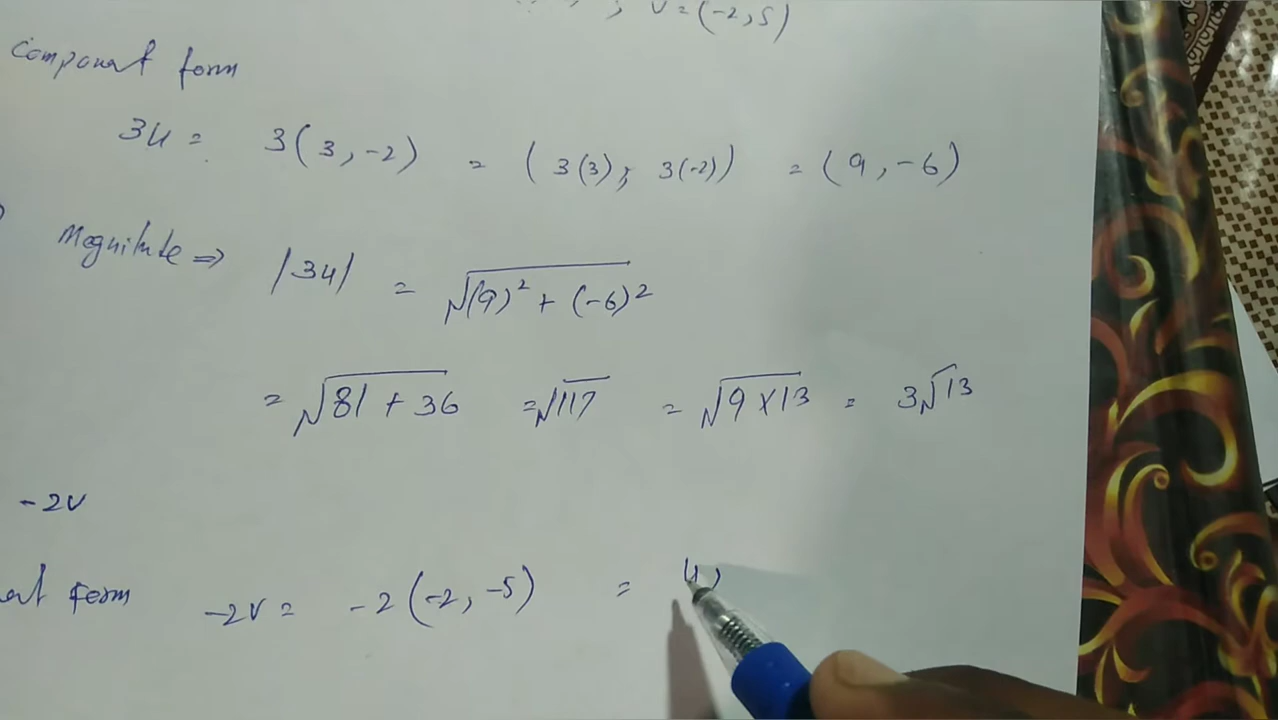 ; v = (-2, 5)
Component form
3u = 3(3, -2) = (3(3), 3(-2)) = (9, -6)
Magnitude ⇒ |3u| = √(9)² + (-6)²
= √81 + 36 = √117 = √9 × 13 = 3√13
-2v
form -2v = -2(-2, -5) = 4,